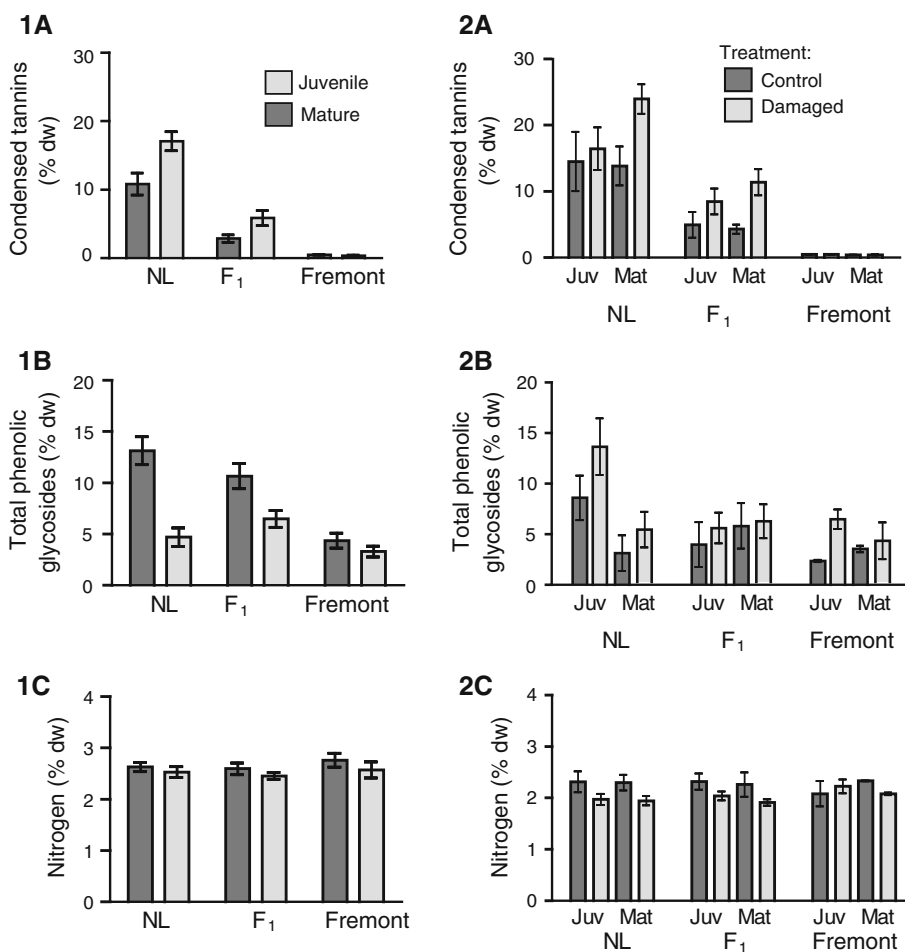 1A
Condensed tannins
(% dw)
30
20
10
0
Juvenile
Mature
NL
F1
Fremont
2A
Condensed tannins
(% dw)
30
20
10
0
Treatment:
Control
Damaged
Juv Mat
Juv Mat
Juv Mat
NL
F1
Fremont
1B
Total phenolic
glycosides (% dw)
20
15
10
5
0
NL
F1
Fremont
2B
Total phenolic
glycosides (% dw)
20
15
10
5
0
Juv Mat
Juv Mat
Juv Mat
NL
F1
Fremont
1C
Nitrogen (% dw)
4
3
2
1
0
NL
F1
Fremont
2C
Nitrogen (% dw)
4
3
2
1
0
Juv Mat
Juv Mat
Juv Mat
NL
F1
Fremont